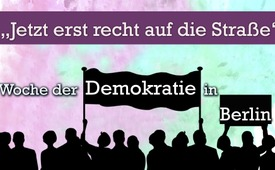 „Jetzt erst recht auf die Straße“
Woche der Demokratie in
Berlin